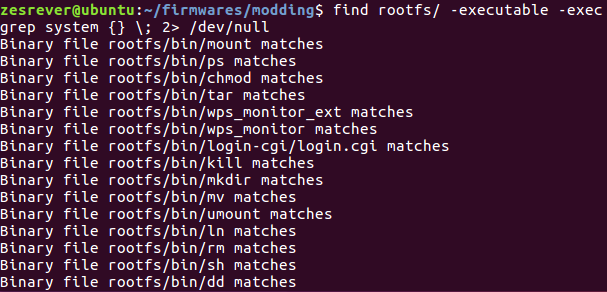 zesrever@ubuntu:~/firmwares/modding$ find rootfs/ -executable -exec
grep system {} \; 2> /dev/null
Binary file rootfs/bin/mount matches
Binary file rootfs/bin/ps matches
Binary file rootfs/bin/chmod matches
Binary file rootfs/bin/tar matches
Binary file rootfs/bin/wps_monitor_ext matches
Binary file rootfs/bin/wps_monitor matches
Binary file rootfs/bin/login-cgi/login.cgi matches
Binary file rootfs/bin/kill matches
Binary file rootfs/bin/mkdir matches
Binary file rootfs/bin/mv matches
Binary file rootfs/bin/umount matches
Binary file rootfs/bin/ln matches
Binary file rootfs/bin/rm matches
Binary file rootfs/bin/sh matches
Binary file rootfs/bin/dd matches